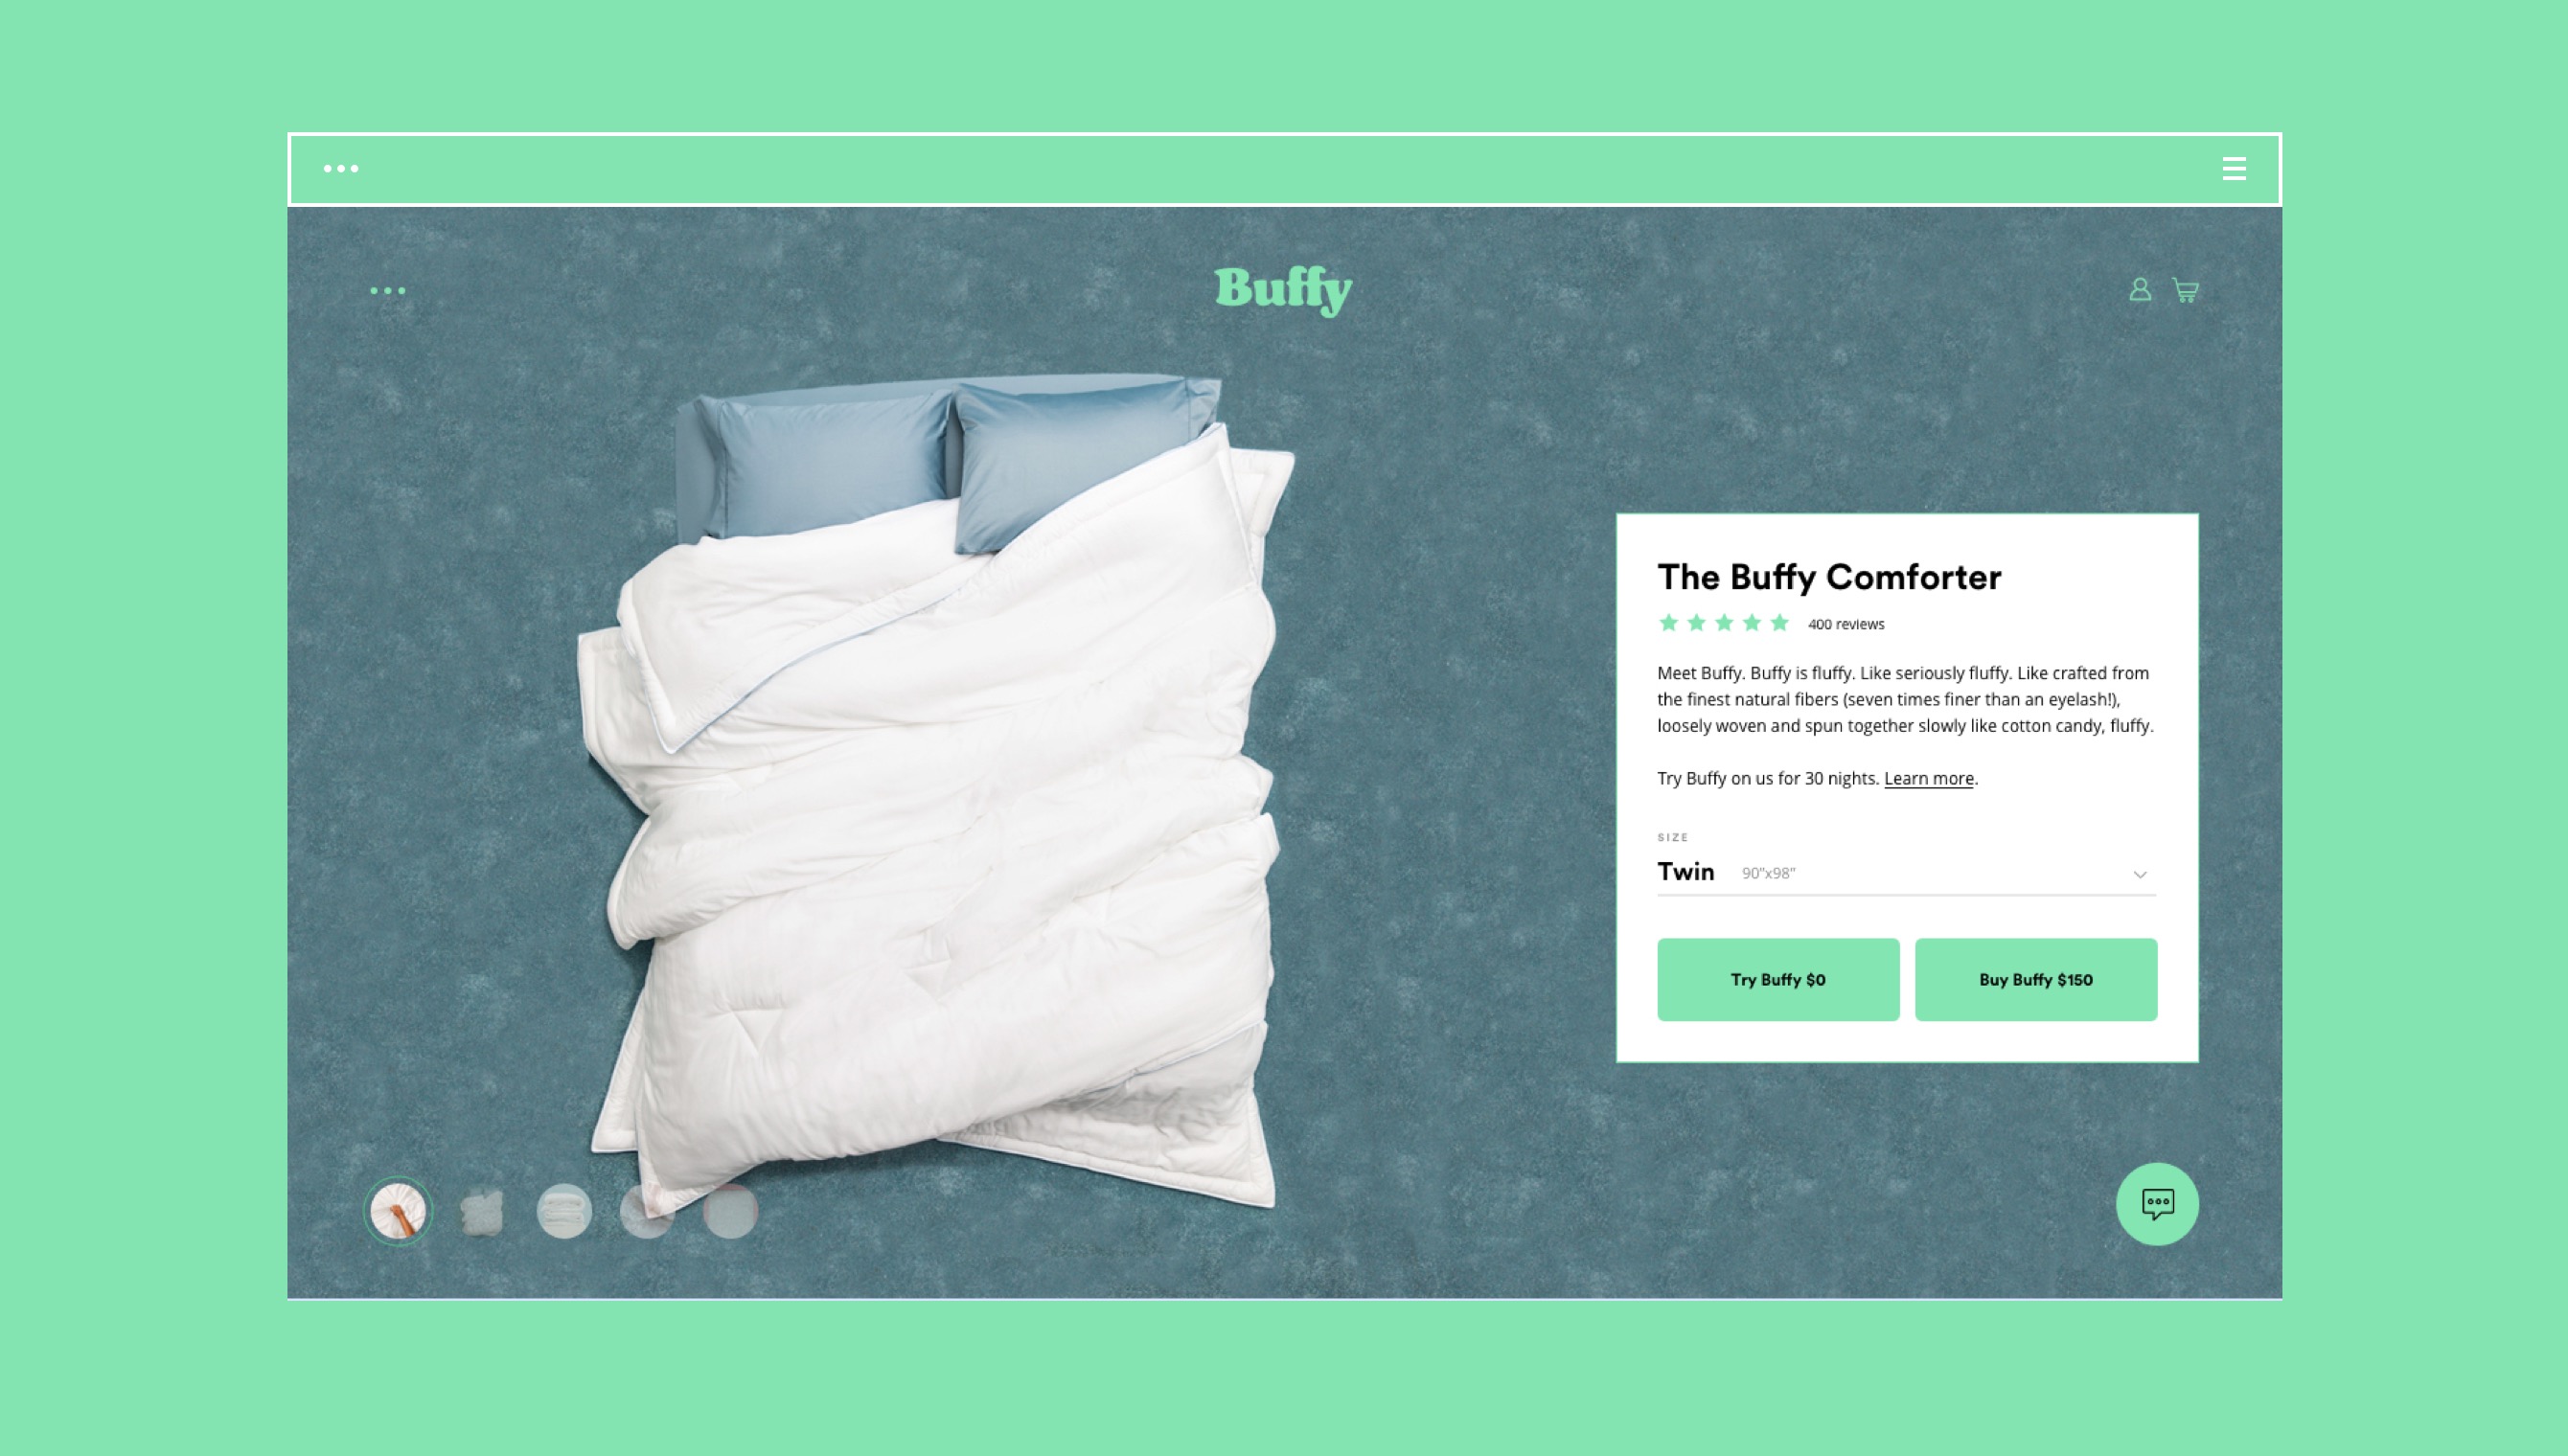 Buffy
The Buffy Comforter
400 reviews
Meet Buffy. Buffy is fluffy. Like seriously fluffy. Like crafted from
the finest natural fibers (seven times finer than an eyelash!),
loosely woven and spun together slowly like cotton candy, fluffy.
Try Buffy on us for 30 nights. Learn more.
SIZE
Twin 90"x98"
Try Buffy $0
Buy Buffy $150